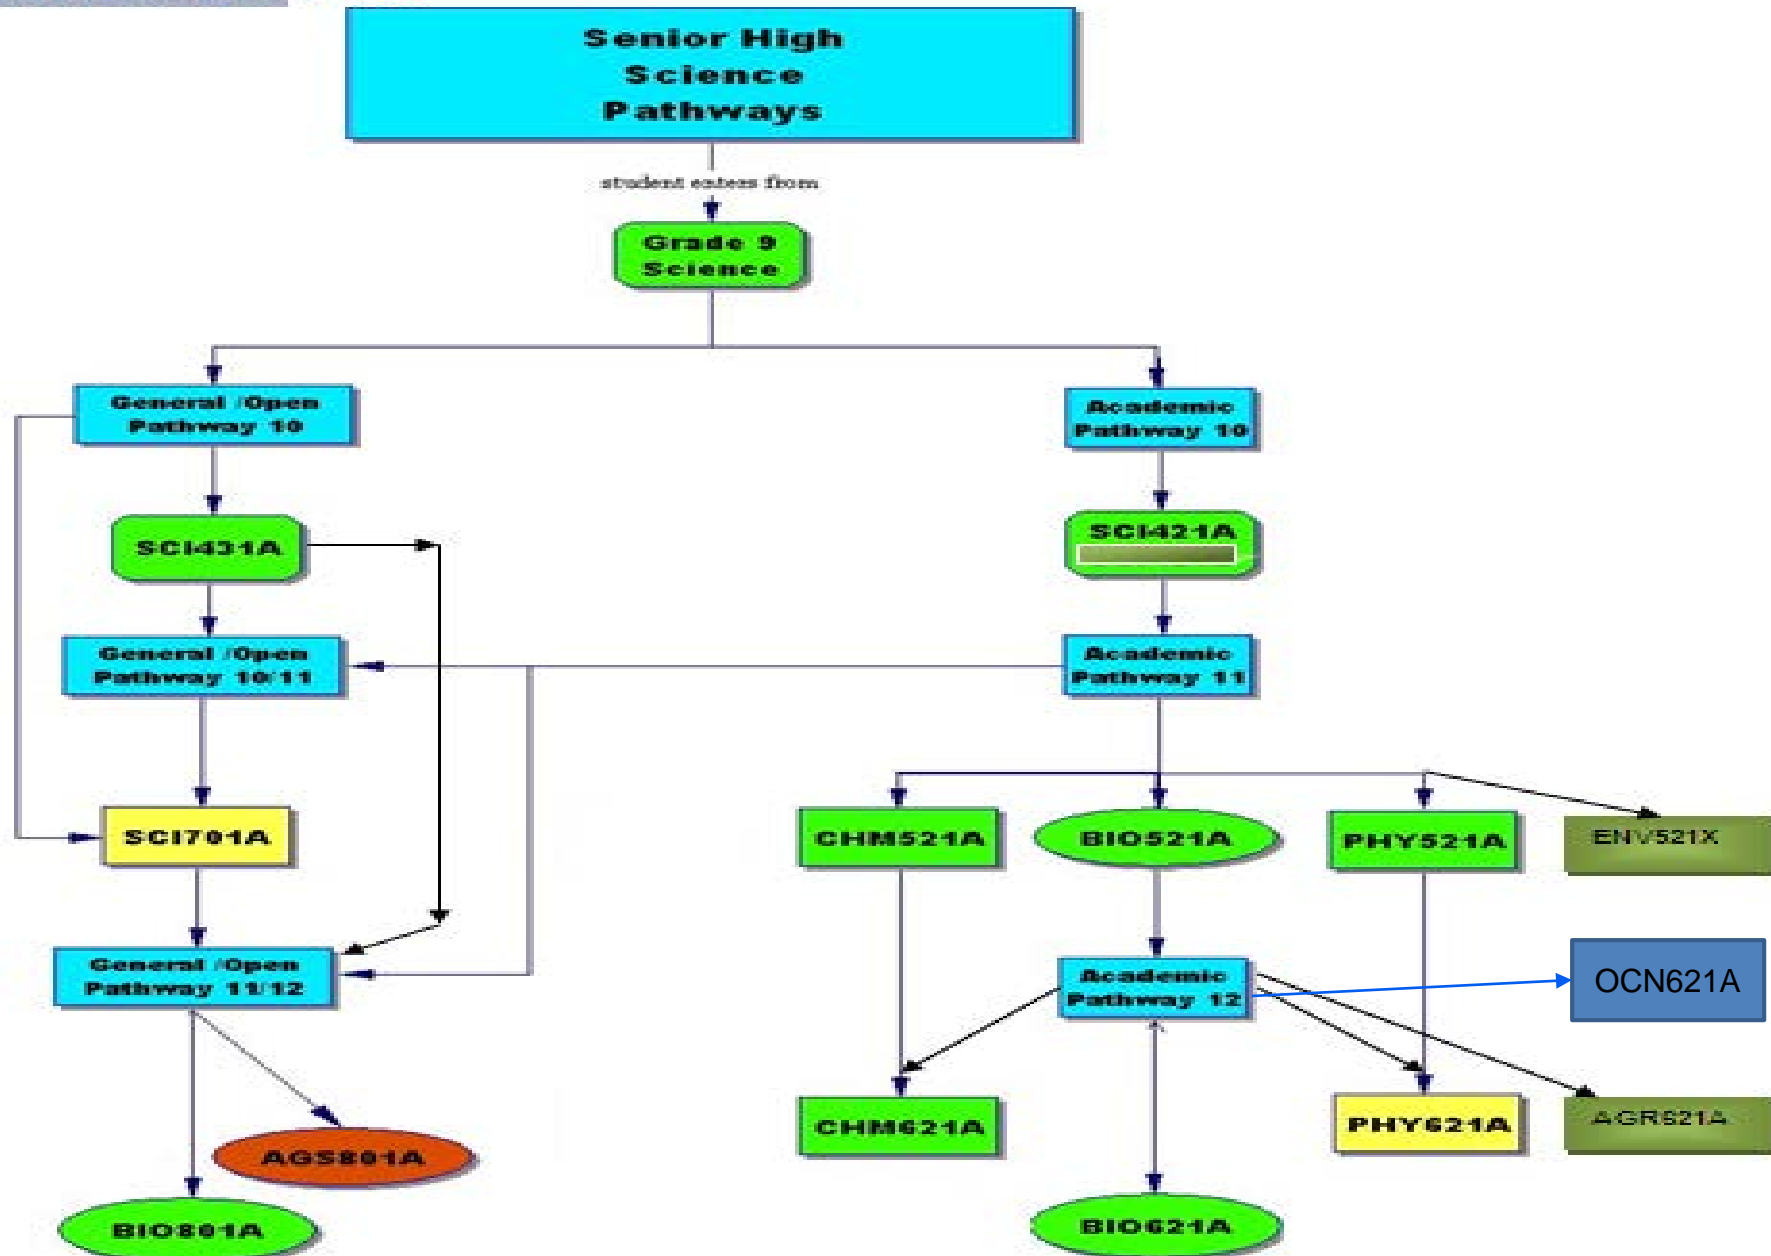 Senior High
Science
Pathways
student enters from
Grade 9
Science
General /Open
Pathway 10
Academic
Pathway 10
SCI431A
SCI421A
General /Open
Pathway 10/11
Academic
Pathway 11
SCI701A
CHM521A
BIO521A
PHY521A
ENV521X
General /Open
Pathway 11/12
Academic
Pathway 12
OCN621A
CHM621A
PHY621A
AGR621A
AGS801A
BIO801A
BIO621A